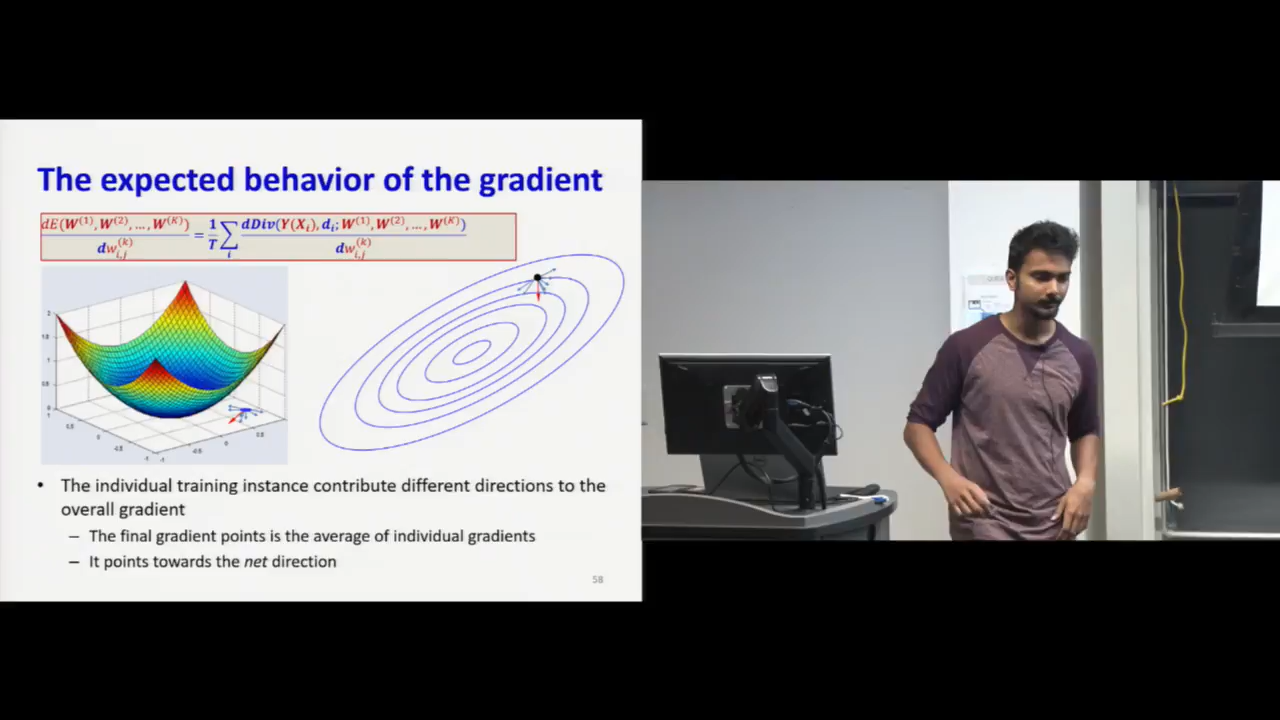 The expected behavior of the gradient
dE(W^(1), W^(2), ..., W^(K)) / dw_{i,j}^(k) = 1/T ∑_i dDiv(Y(X_i), d_i; W^(1), W^(2), ..., W^(K)) / dw_{i,j}^(k)
• The individual training instance contribute different directions to the
overall gradient
– The final gradient points is the average of individual gradients
– It points towards the net direction
58